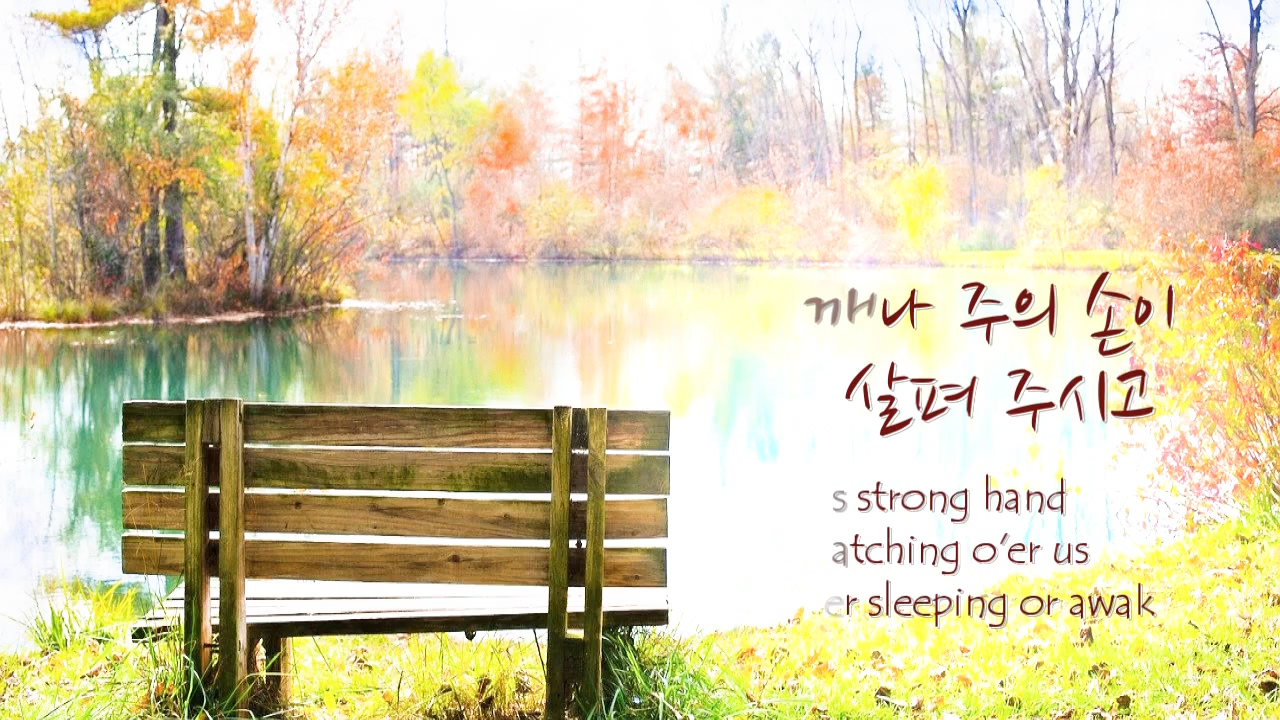 깨나 주의 손이
살펴 주시고
s strong hand
atching o'er us
er sleeping or awak